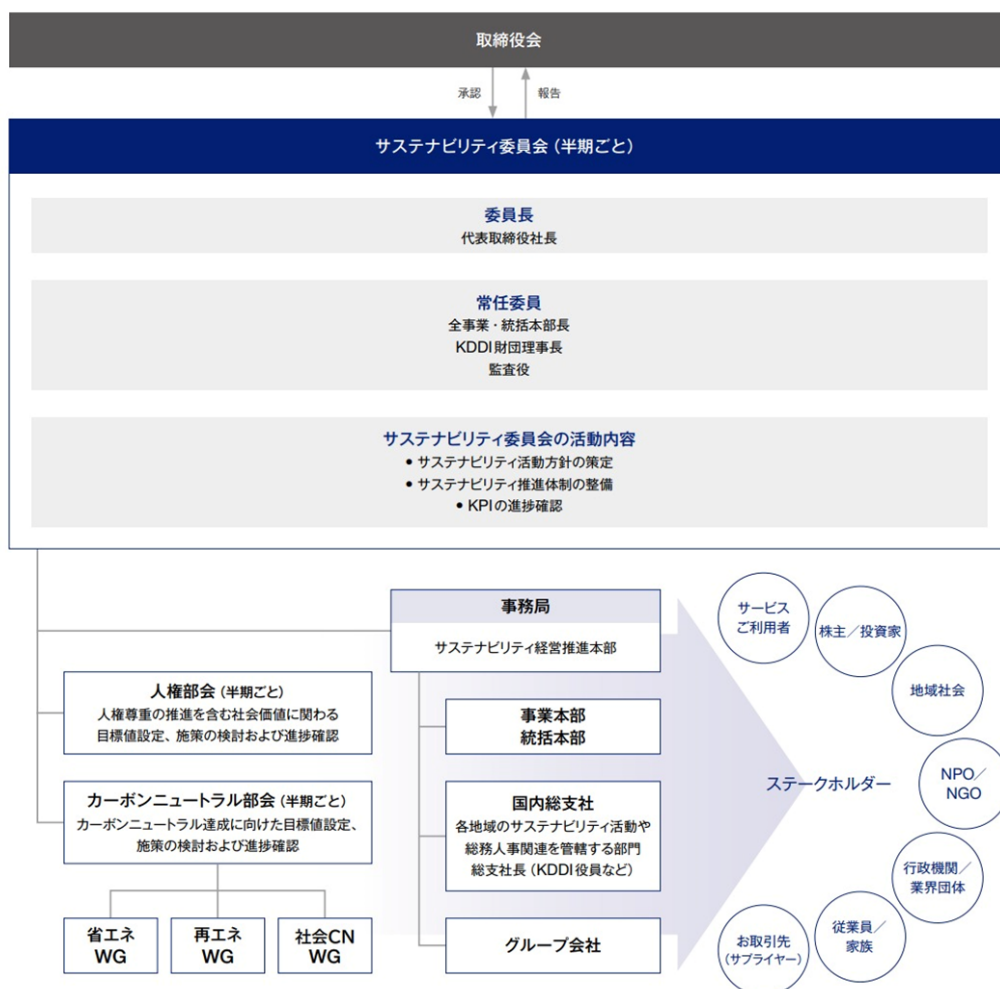 取締役会
承認
報告
サステナビリティ委員会（半期ごと）
委員長
代表取締役社長
常任委員
全事業・統括本部長
KDDI財団理事長
監査役
サステナビリティ委員会の活動内容
• サステナビリティ活動方針の策定
• サステナビリティ推進体制の整備
• KPIの進捗確認
事務局
サステナビリティ経営推進本部
人権部会（半期ごと）
人権尊重の推進を含む社会価値に関わる
目標値設定、施策の検討および進捗確認
カーボンニュートラル部会（半期ごと）
カーボンニュートラル達成に向けた目標値設定、
施策の検討および進捗確認
省エネ
WG
再エネ
WG
社会CN
WG
事業本部
統括本部
国内総支社
各地域のサステナビリティ活動や
総務人事関連を管轄する部門
総支社長（KDDI役員など）
グループ会社
ステークホルダー
サービス
ご利用者
株主／投資家
地域社会
NPO／
NGO
行政機関／
業界団体
従業員／
家族
お取引先
（サプライヤー）